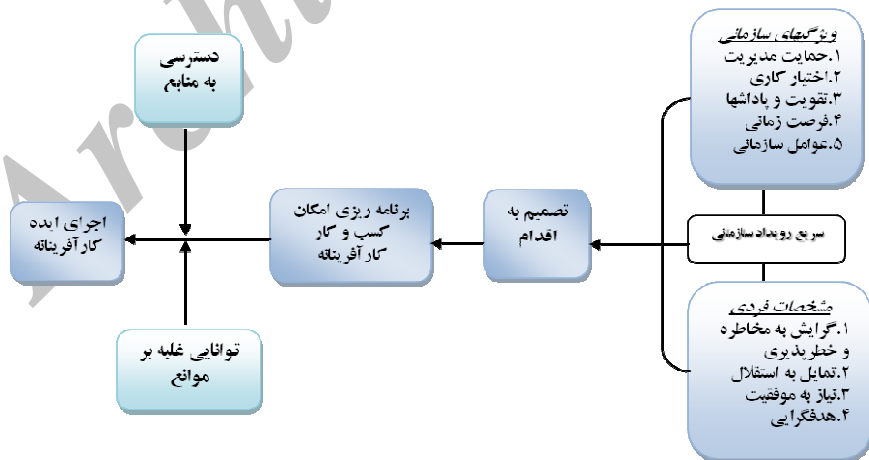 ویژگیهای سازمانی
۱.حمایت مدیریت
۲.اختیار کاری
۳.تقویت و پاداشها
۴.فرصت زمانی
۵.عوامل سازمانی
سریع رویداد سازمانی
مشخصات فردی
۱.گرایش به مخاطره
و خطرپذیری
۲.تمایل به استقلال
۳.نیاز به موفقیت
۴.هدفگرایی
تصمیم به
اقدام
برنامه ریزی امکان
کسب و کار
کارآفرینانه
دسترسی
به منابع
توانایی غلبه بر
موانع
اجرای ایده
کارآفرینانه